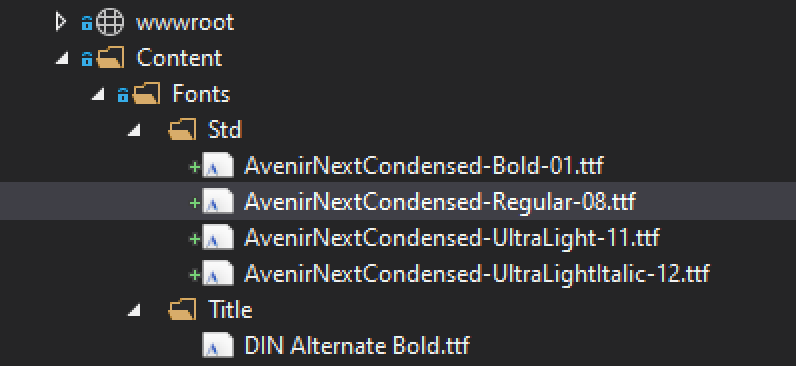 wwwroot
Content
Fonts
Std
AvenirNextCondensed-Bold-01.ttf
AvenirNextCondensed-Regular-08.ttf
AvenirNextCondensed-UltraLight-11.ttf
AvenirNextCondensed-UltraLightItalic-12.ttf
Title
DIN Alternate Bold.ttf